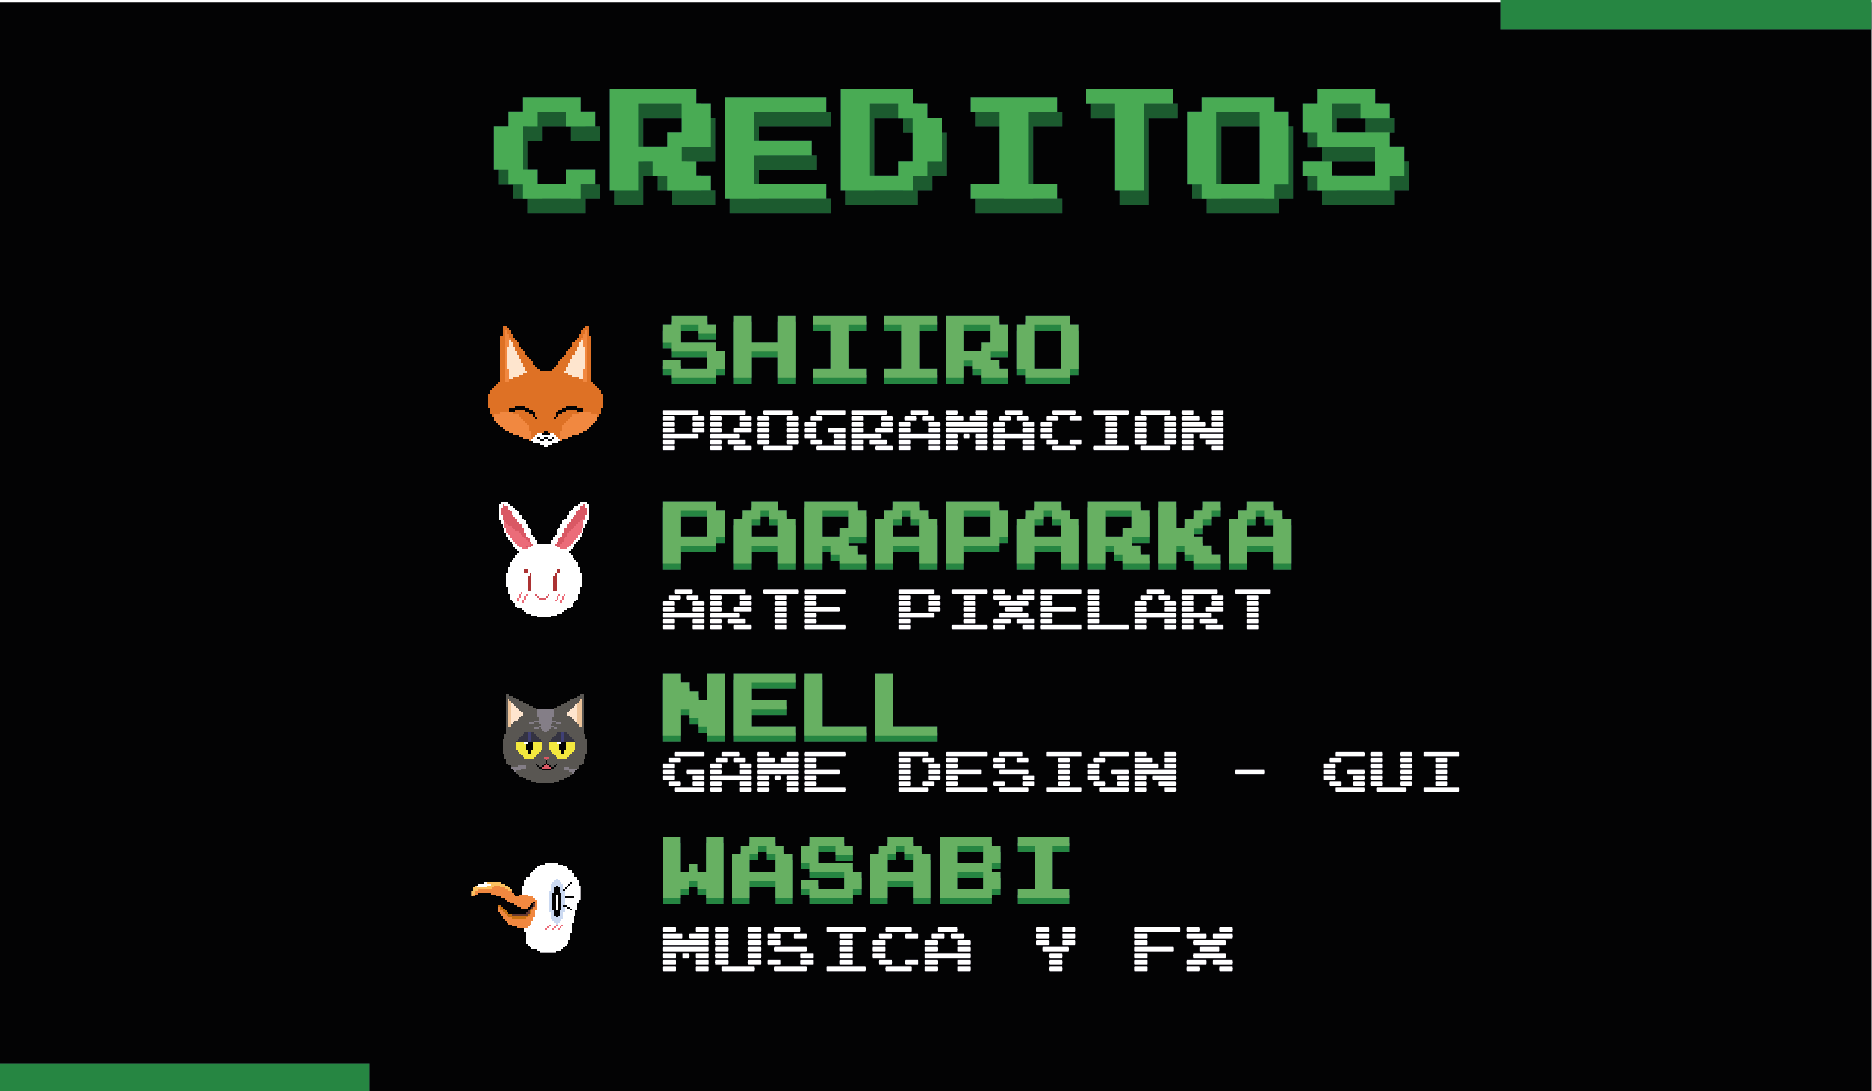 CREDITOS
SHIIRO
PROGRAMACION
PARAPARKA
ARTE PIXELART
NELL
GAME DESIGN - GUI
WASABI
MUSICA Y FX